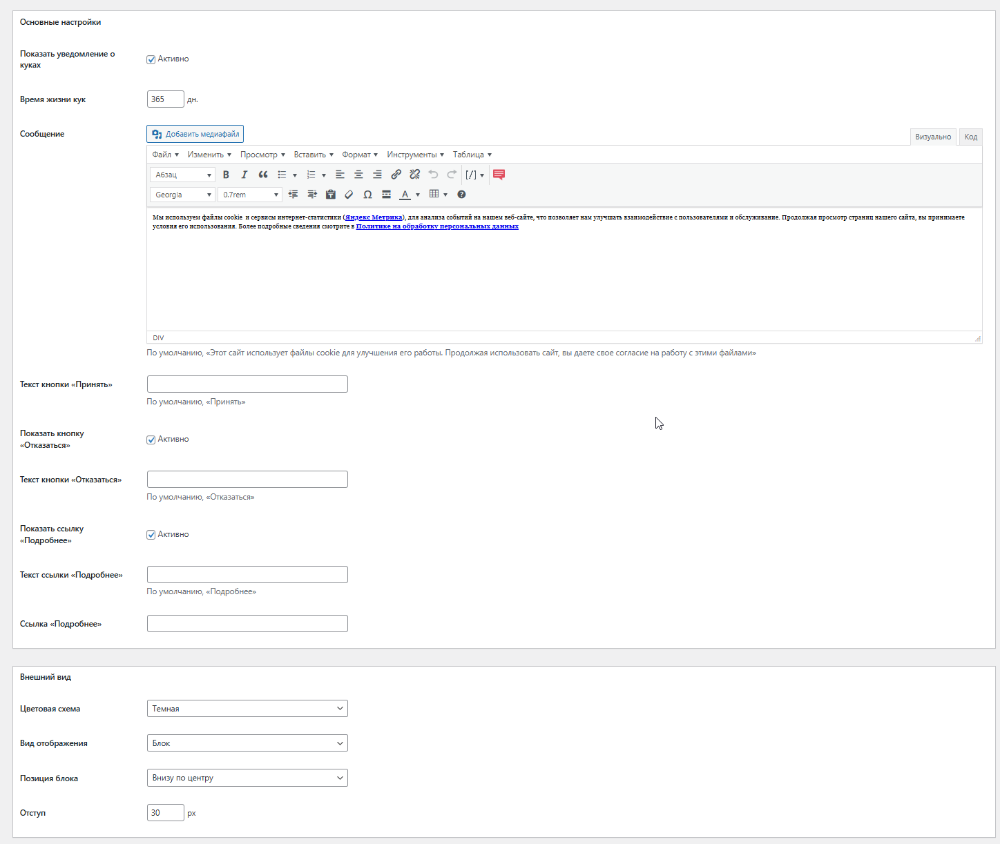 Основные настройки
Показать уведомление о
куках
Активно
Время жизни кук
365 дн.
Сообщение
Добавить медиафайл
Визуально Код
Файл Изменить Просмотр Вставить Формат Инструменты Таблица
Абзац B I [/]
Georgia 0.7rem Ω A ?
Мы используем файлы cookie и сервисы интернет-статистики (Яндекс Метрика), для анализа событий на нашем веб-сайте, что позволяет нам улучшать взаимодействие с пользователями и обслуживание. Продолжая просмотр страниц нашего сайта, вы принимаете
условия его использования. Более подробные сведения смотрите в Политике на обработку персональных данных
DIV
По умолчанию, «Этот сайт использует файлы cookie для улучшения его работы. Продолжая использовать сайт, вы даете свое согласие на работу с этими файлами»
Текст кнопки «Принять»
По умолчанию, «Принять»
Показать кнопку
«Отказаться»
Активно
Текст кнопки «Отказаться»
По умолчанию, «Отказаться»
Показать ссылку
«Подробнее»
Активно
Текст ссылки «Подробнее»
По умолчанию, «Подробнее»
Ссылка «Подробнее»
Внешний вид
Цветовая схема
Темная
Вид отображения
Блок
Позиция блока
Внизу по центру
Отступ
30 px